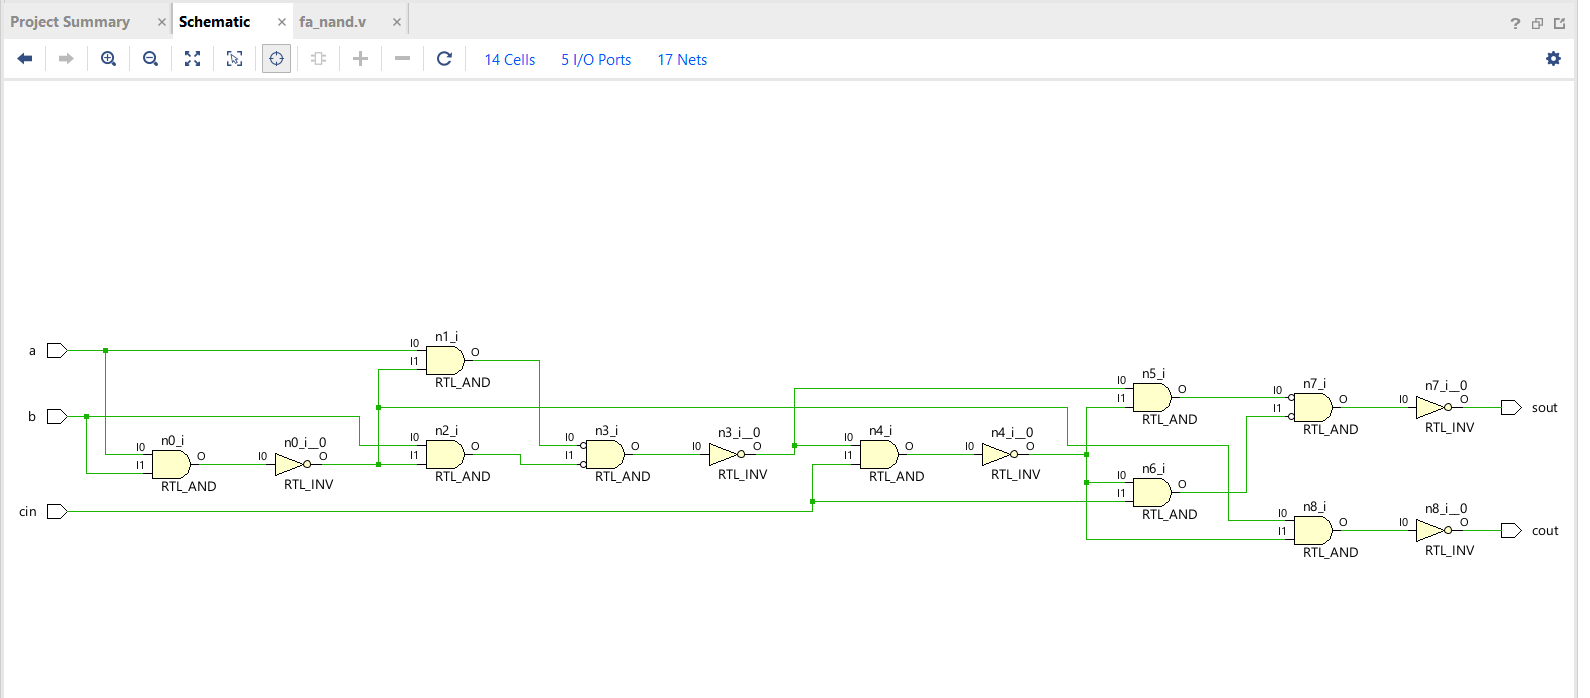 Project Summary × Schematic × fa_nand.v ×
14 Cells 5 I/O Ports 17 Nets
a
b
cin
I0
I1
n0_i
O
RTL_AND
I0
n0_i__0
O
RTL_INV
I0
I1
n1_i
O
RTL_AND
I0
I1
n2_i
O
RTL_AND
I0
I1
n3_i
O
RTL_AND
I0
n3_i__0
O
RTL_INV
I0
I1
n4_i
O
RTL_AND
I0
n4_i__0
O
RTL_INV
I0
I1
n5_i
O
RTL_AND
I0
I1
n6_i
O
RTL_AND
I0
I1
n7_i
O
RTL_AND
I0
n7_i__0
O
RTL_INV
sout
I0
I1
n8_i
O
RTL_AND
I0
n8_i__0
O
RTL_INV
cout